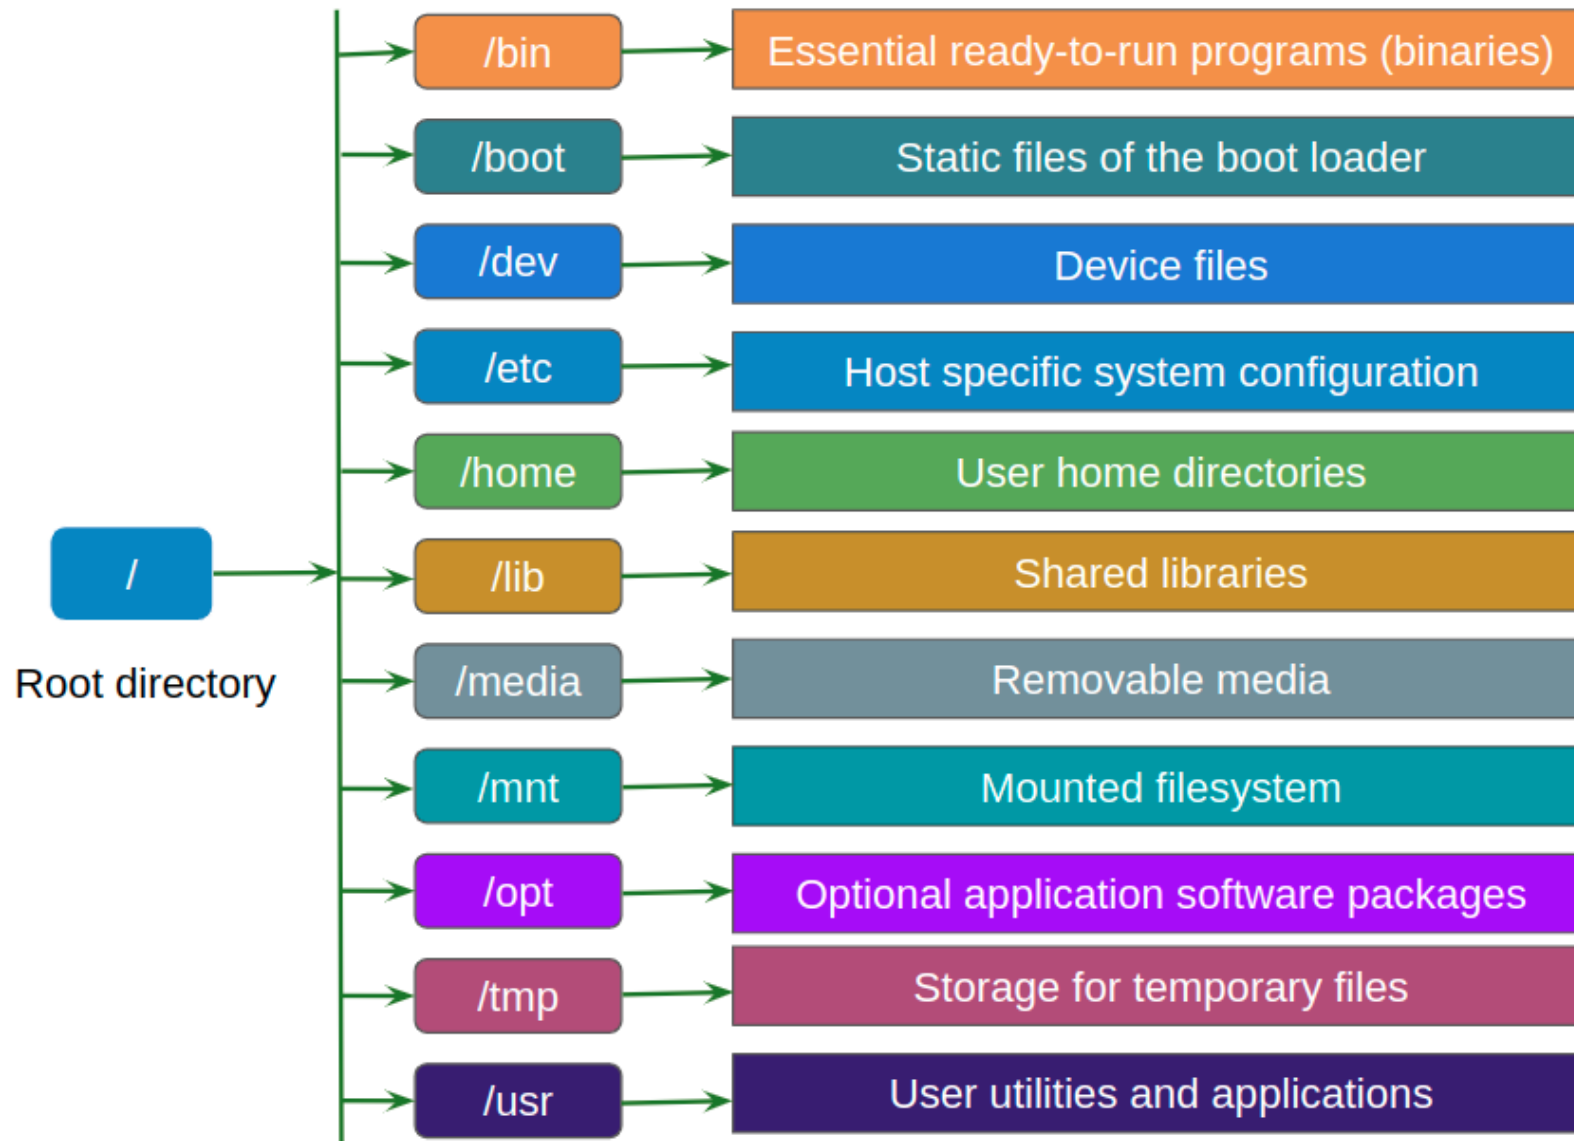 /bin
Essential ready-to-run programs (binaries)
/boot
Static files of the boot loader
/dev
Device files
/etc
Host specific system configuration
/home
User home directories
/
Root directory
/lib
Shared libraries
/media
Removable media
/mnt
Mounted filesystem
/opt
Optional application software packages
/tmp
Storage for temporary files
/usr
User utilities and applications